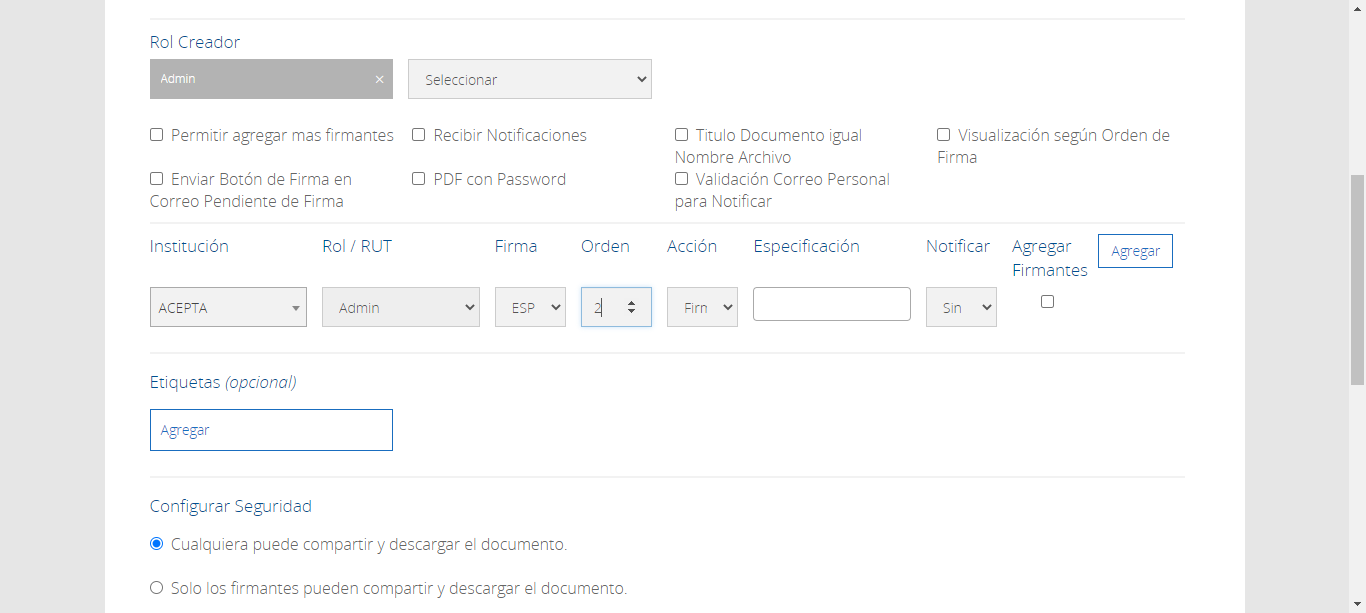 Rol Creador
Admin × Seleccionar
Permitir agregar mas firmantes Recibir Notificaciones Titulo Documento igual Visualización según Orden de
Nombre Archivo Firma
Enviar Botón de Firma en PDF con Password Validación Correo Personal
Correo Pendiente de Firma para Notificar
Institución Rol / RUT Firma Orden Acción Especificación Notificar Agregar Agregar
Firmantes
ACEPTA Admin ESP 2 Firn Sin
Etiquetas (opcional)
Agregar
Configurar Seguridad
Cualquiera puede compartir y descargar el documento.
Solo los firmantes pueden compartir y descargar el documento.